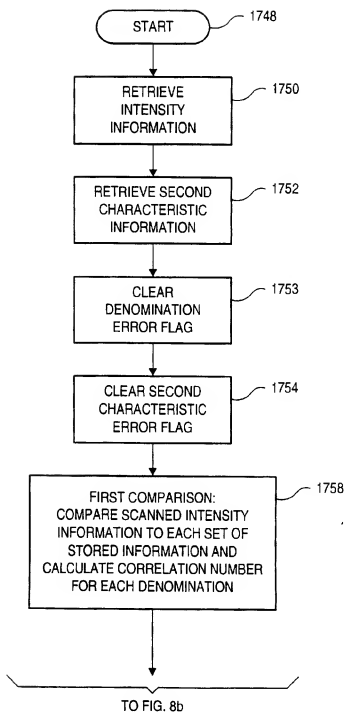 START
1748
RETRIEVE
INTENSITY
INFORMATION
1750
RETRIEVE SECOND
CHARACTERISTIC
INFORMATION
1752
CLEAR
DENOMINATION
ERROR FLAG
1753
CLEAR SECOND
CHARACTERISTIC
ERROR FLAG
1754
FIRST COMPARISON:
COMPARE SCANNED INTENSITY
INFORMATION TO EACH SET OF
STORED INFORMATION AND
CALCULATE CORRELATION NUMBER
FOR EACH DENOMINATION
1758
TO FIG. 8b